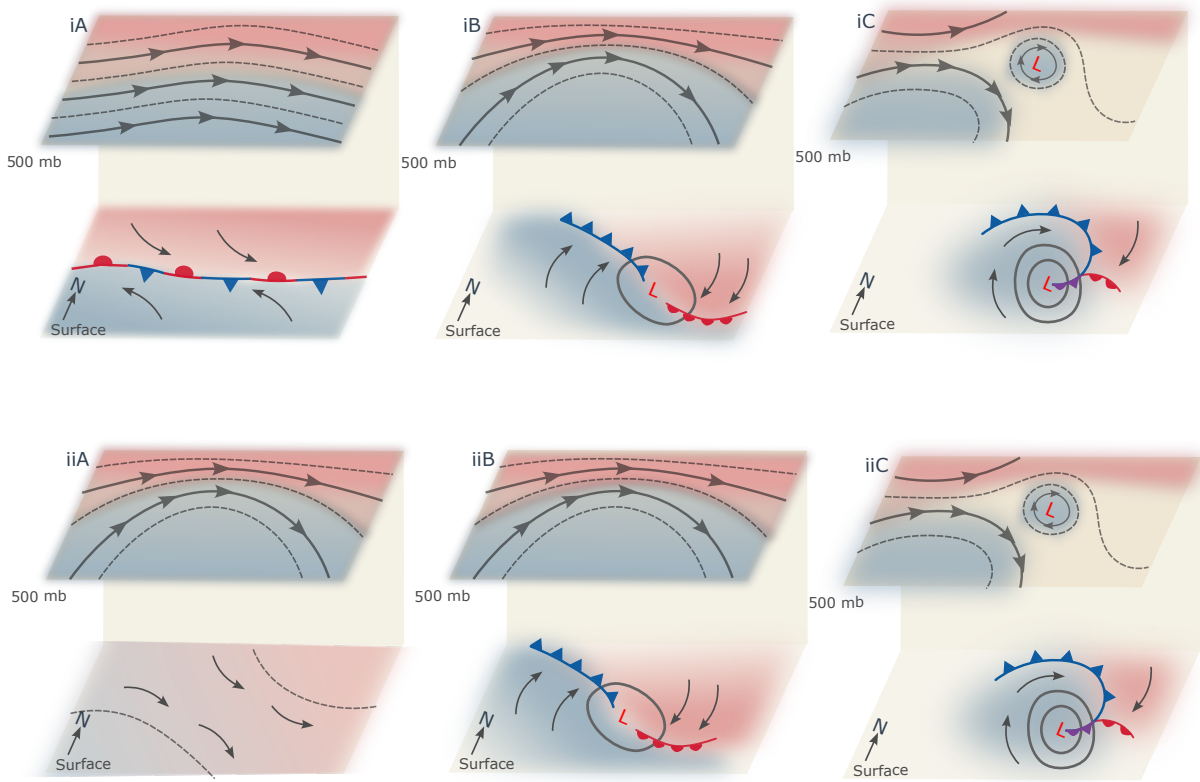 iA
500 mb
N
Surface
iB
500 mb
L
N
Surface
iC
L
500 mb
L
N
Surface
iiA
500 mb
N
Surface
iiB
500 mb
L
N
Surface
iiC
L
500 mb
L
N
Surface